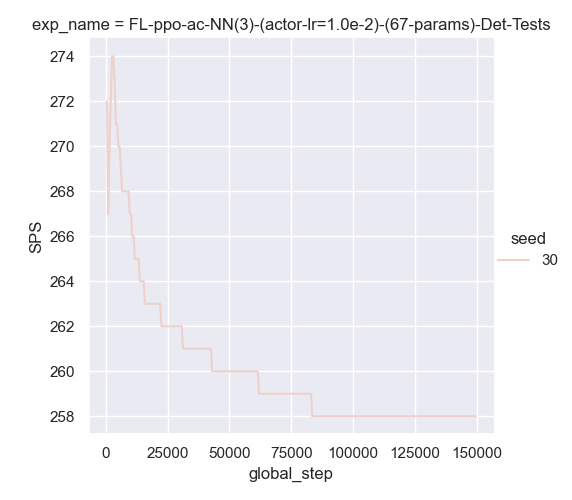 exp_name = FL-ppo-ac-NN(3)-(actor-lr=1.0e-2)-(67-params)-Det-Tests
274
272
270
268
266
264
262
260
258
SPS
seed
30
0 25000 50000 75000 100000 125000 150000
global_step